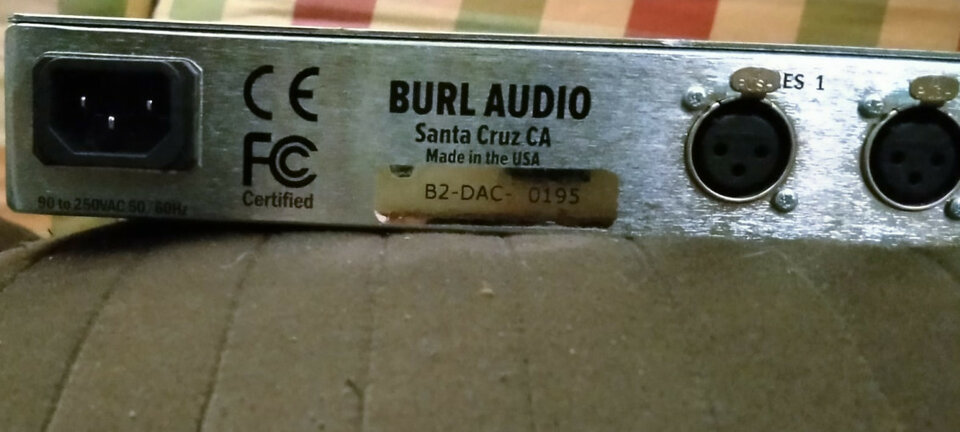 CE
FC
Certified
90 to 250VAC 50/60Hz
BURL AUDIO
Santa Cruz CA
Made in the USA
B2-DAC- 0195
1